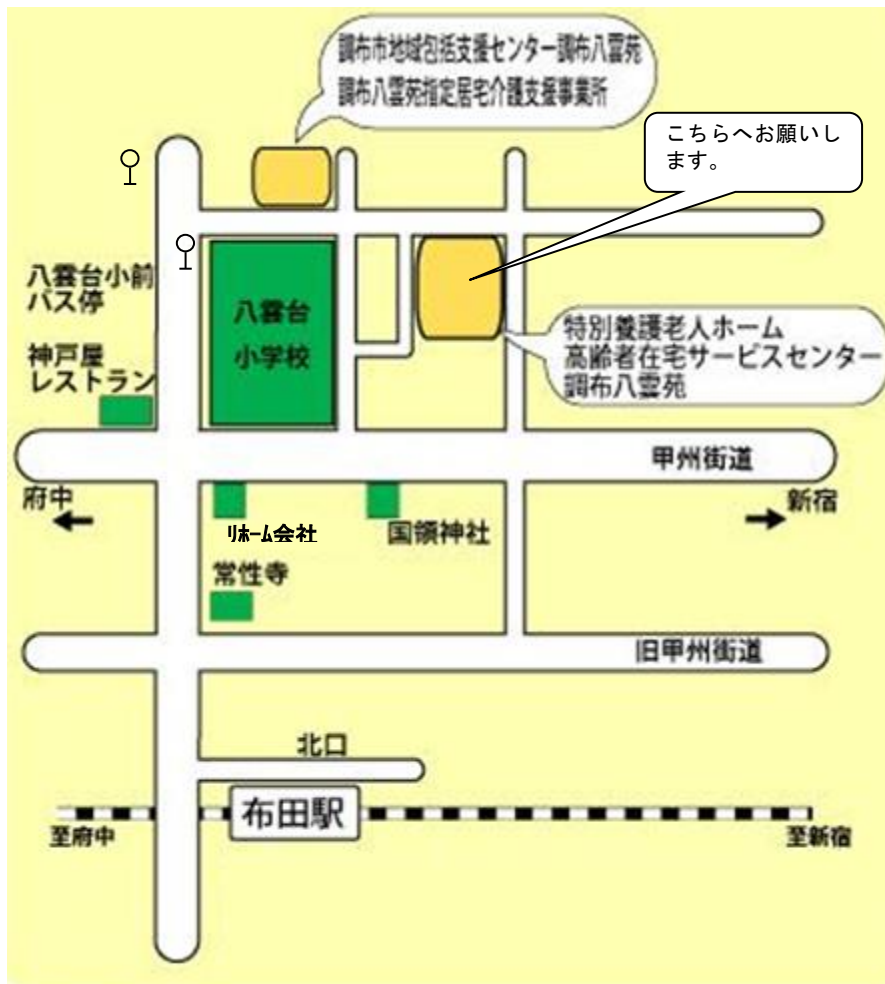 調布市地域包括支援センター調布八雲苑
調布八雲苑指定居宅介護支援事業所
こちらへお願いし
ます。
八雲台小前
バス停
八雲台
小学校
神戸屋
レストラン
特別養護老人ホーム
高齢者在宅サービスセンター
調布八雲苑
甲州街道
府中
新宿
ﾘﾎｰﾑ会社
国領神社
常性寺
旧甲州街道
北口
布田駅
至府中
至新宿